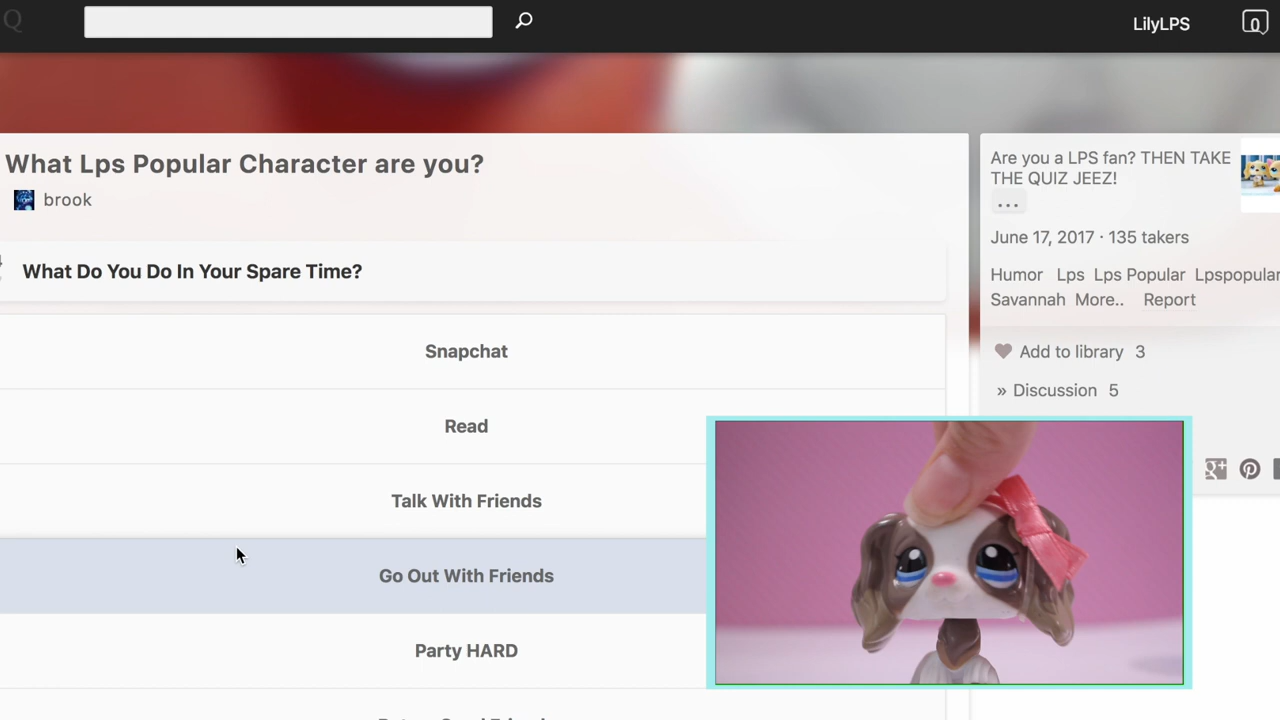 Q
LilyLPS
0
What Lps Popular Character are you?
brook
What Do You Do In Your Spare Time?
Snapchat
Read
Talk With Friends
Go Out With Friends
Party HARD
Are you a LPS fan? THEN TAKE
THE QUIZ JEEZ!
...
June 17, 2017 · 135 takers
Humor Lps Lps Popular Lpspopular
Savannah More.. Report
Add to library 3
» Discussion 5
g+